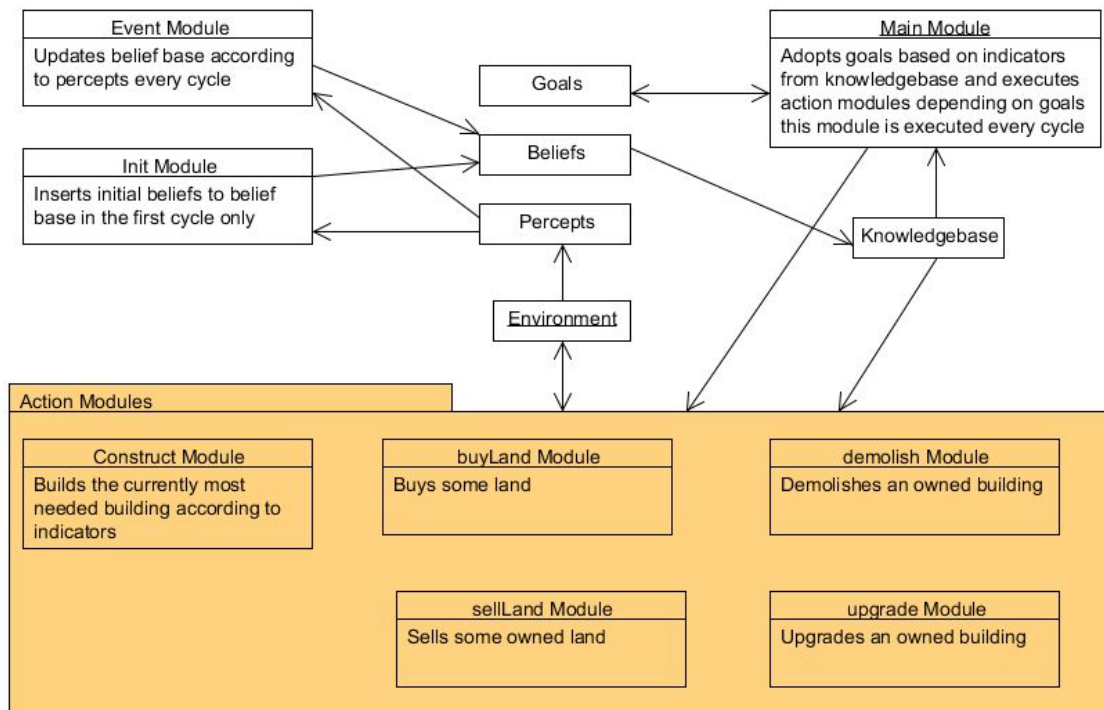 Event Module
Updates belief base according
to percepts every cycle
Init Module
Inserts initial beliefs to belief
base in the first cycle only
Goals
Beliefs
Percepts
Environment
Main Module
Adopts goals based on indicators
from knowledgebase and executes
action modules depending on goals
this module is executed every cycle
Knowledgebase
Action Modules
Construct Module
Builds the currently most
needed building according to
indicators
buyLand Module
Buys some land
demolish Module
Demolishes an owned building
sellLand Module
Sells some owned land
upgrade Module
Upgrades an owned building